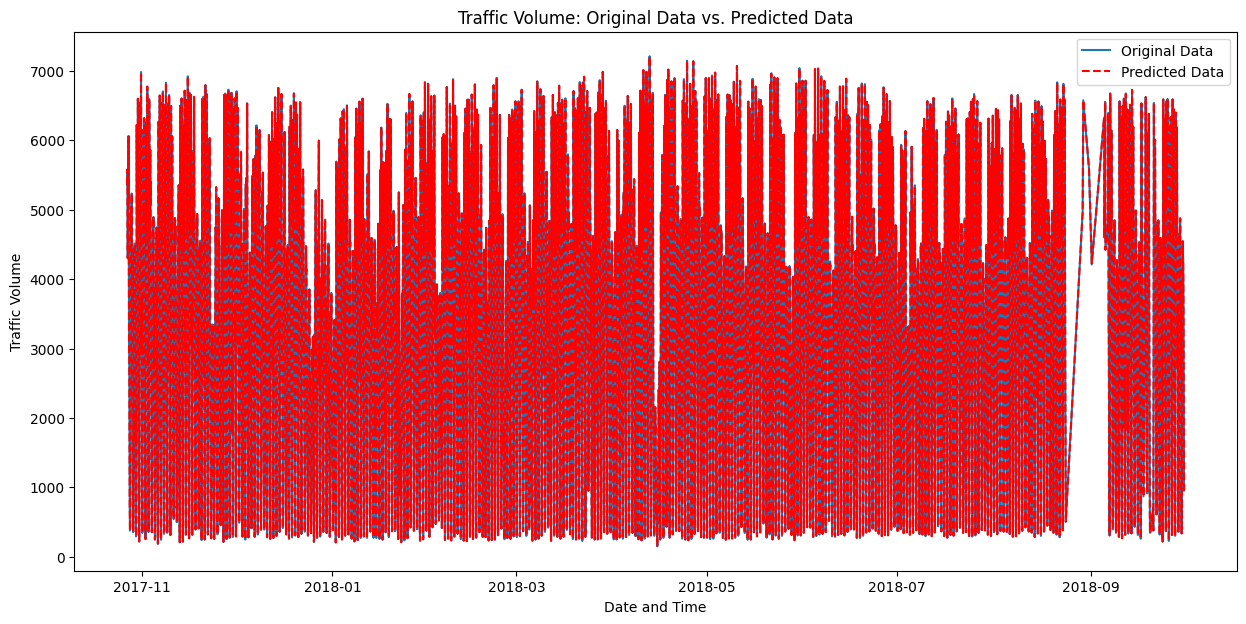 Traffic Volume: Original Data vs. Predicted Data
Original Data
Predicted Data
Traffic Volume
7000
6000
5000
4000
3000
2000
1000
0
2017-11
2018-01
2018-03
2018-05
2018-07
2018-09
Date and Time